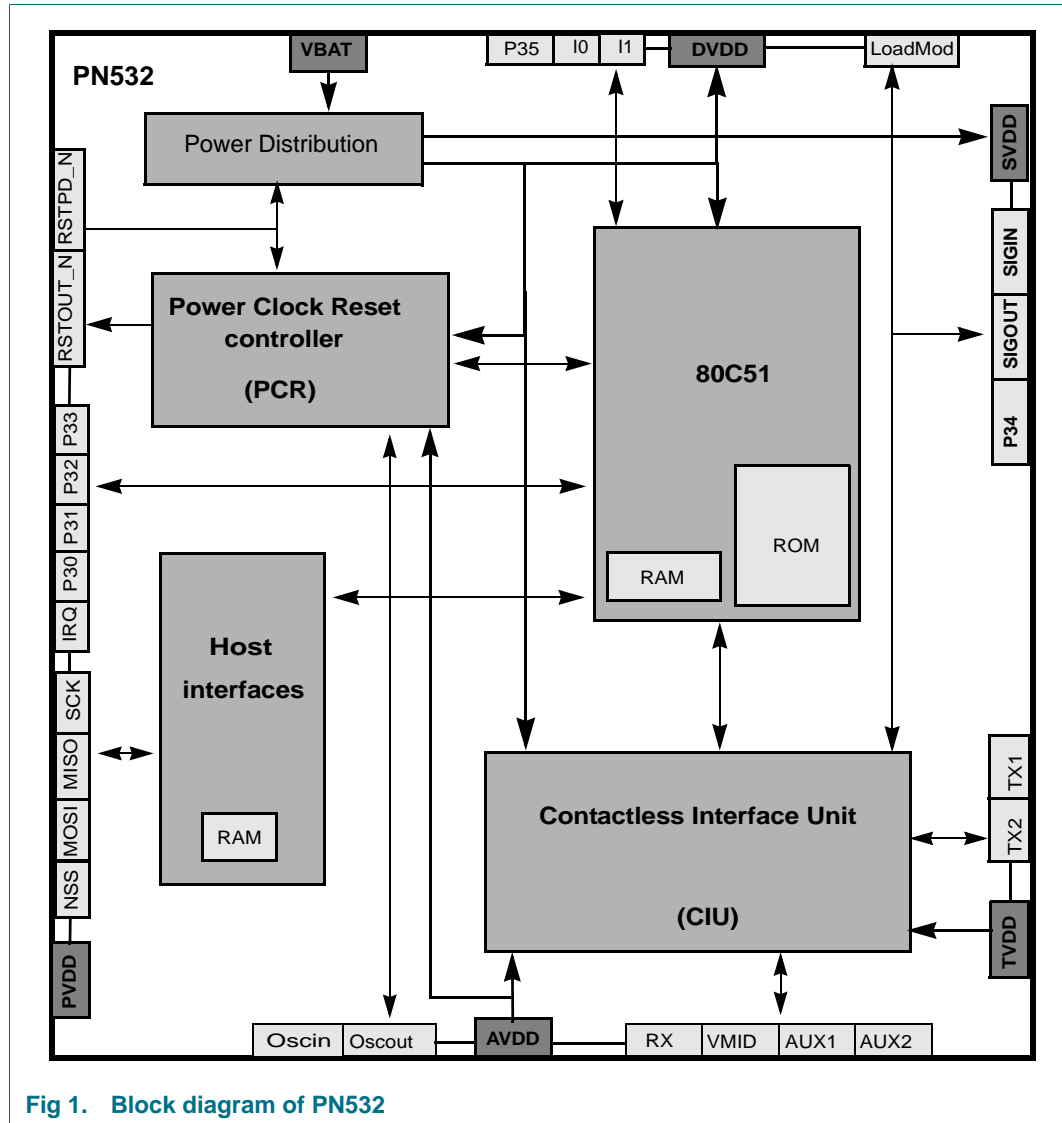 VBAT
P35 I0 I1 DVDD LoadMod
PN532
Power Distribution
SVDD
RSTPD_N
SIGIN
RSTOUT_N
Power Clock Reset
controller
(PCR)
80C51
SIGOUT
P34
P33
P32
P31
P30
IRQ
ROM
RAM
Host
interfaces
SCK
MISO
MOSI
NSS
RAM
Contactless Interface Unit
(CIU)
TX1
TX2
TVDD
PVDD
Oscin Oscout AVDD RX VMID AUX1 AUX2
Fig 1. Block diagram of PN532